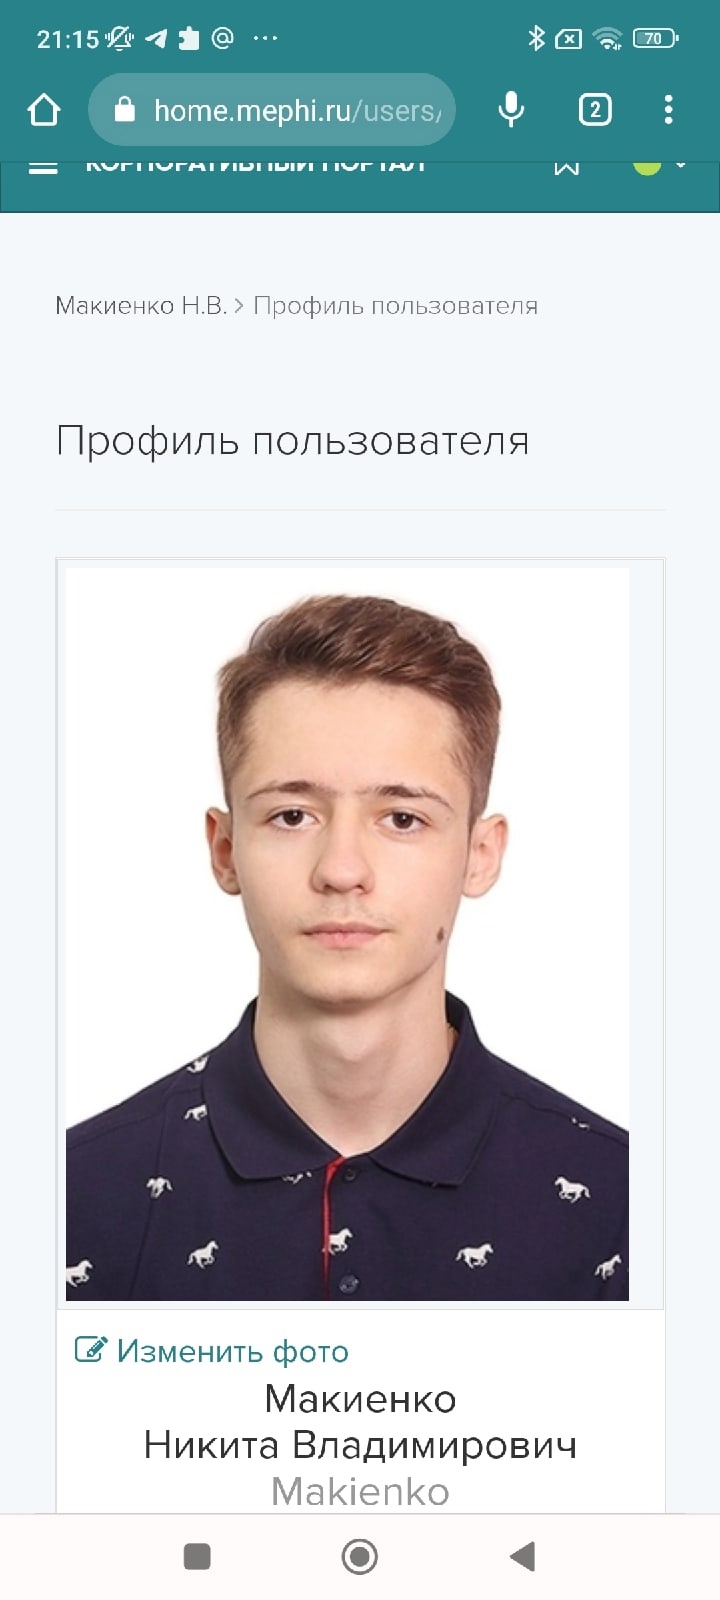 21:15
70
home.mephi.ru/users/
2
КОРПОРАТИВНЫЙ ПОРТАЛ
Макиенко Н.В. > Профиль пользователя
Профиль пользователя
Изменить фото
Макиенко
Никита Владимирович
Makienko